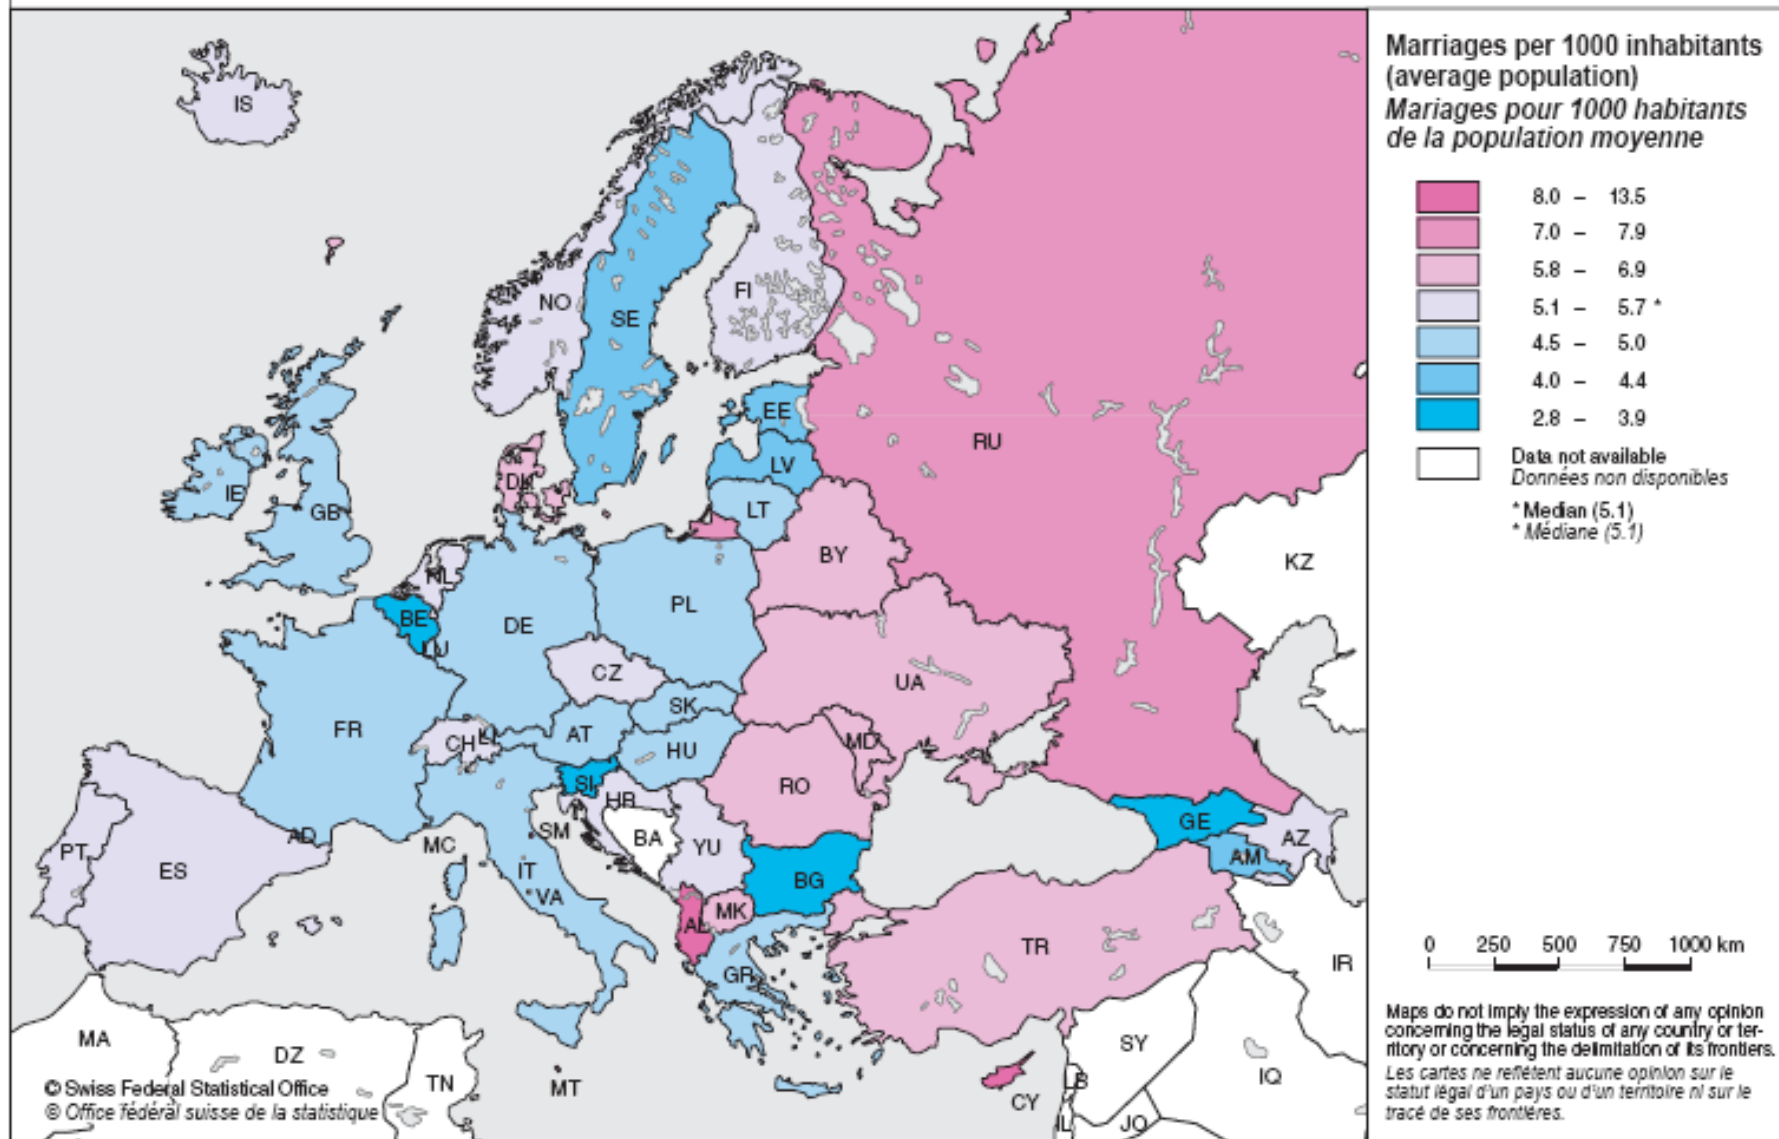 Marriages per 1000 inhabitants
(average population)
Mariages pour 1000 habitants
de la population moyenne
8.0 – 13.5
7.0 – 7.9
5.8 – 6.9
5.1 – 5.7 *
4.5 – 5.0
4.0 – 4.4
2.8 – 3.9
Data not available
Données non disponibles
* Median (5.1)
* Médiane (5.1)
IS
NO
SE
FI
EE
RU
LV
DK
IE
LT
GB
BY
KZ
NL
BE
DE
PL
LU
CZ
UA
SK
FR
AT
CH
LI
HU
MD
SI
RO
HR
GE
AZ
SM
AD
BA
MC
YU
PT
AM
ES
IT
BG
VA
MK
AL
TR
IR
GR
MA
SY
DZ
IQ
TN
MT
LB
CY
IL
JO
0 250 500 750 1000 km
Maps do not imply the expression of any opinion
concerning the legal status of any country or ter-
ritory or concerning the delimitation of its frontiers.
Les cartes ne reflètent aucune opinion sur le
statut légal d'un pays ou d'un territoire ni sur le
tracé de ses frontières.
© Swiss Federal Statistical Office
© Office fédéral suisse de la statistique